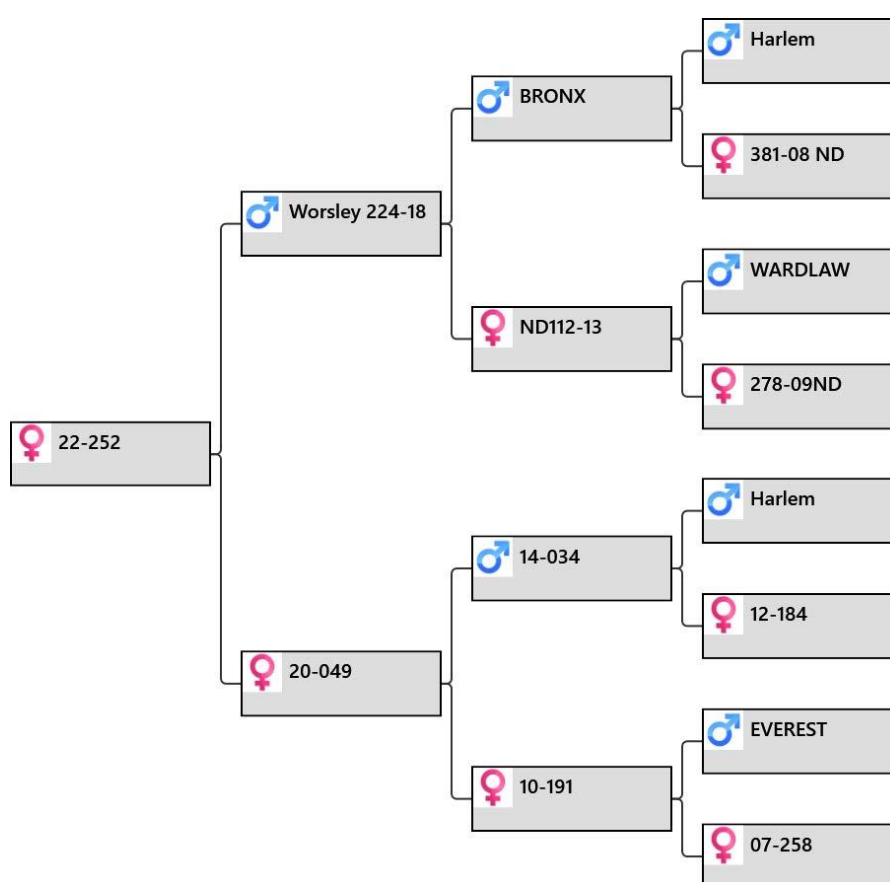 Harlem
BRONX
381-08 ND
Worsley 224-18
WARDLAW
ND112-13
278-09ND
22-252
Harlem
14-034
12-184
20-049
EVEREST
10-191
07-258